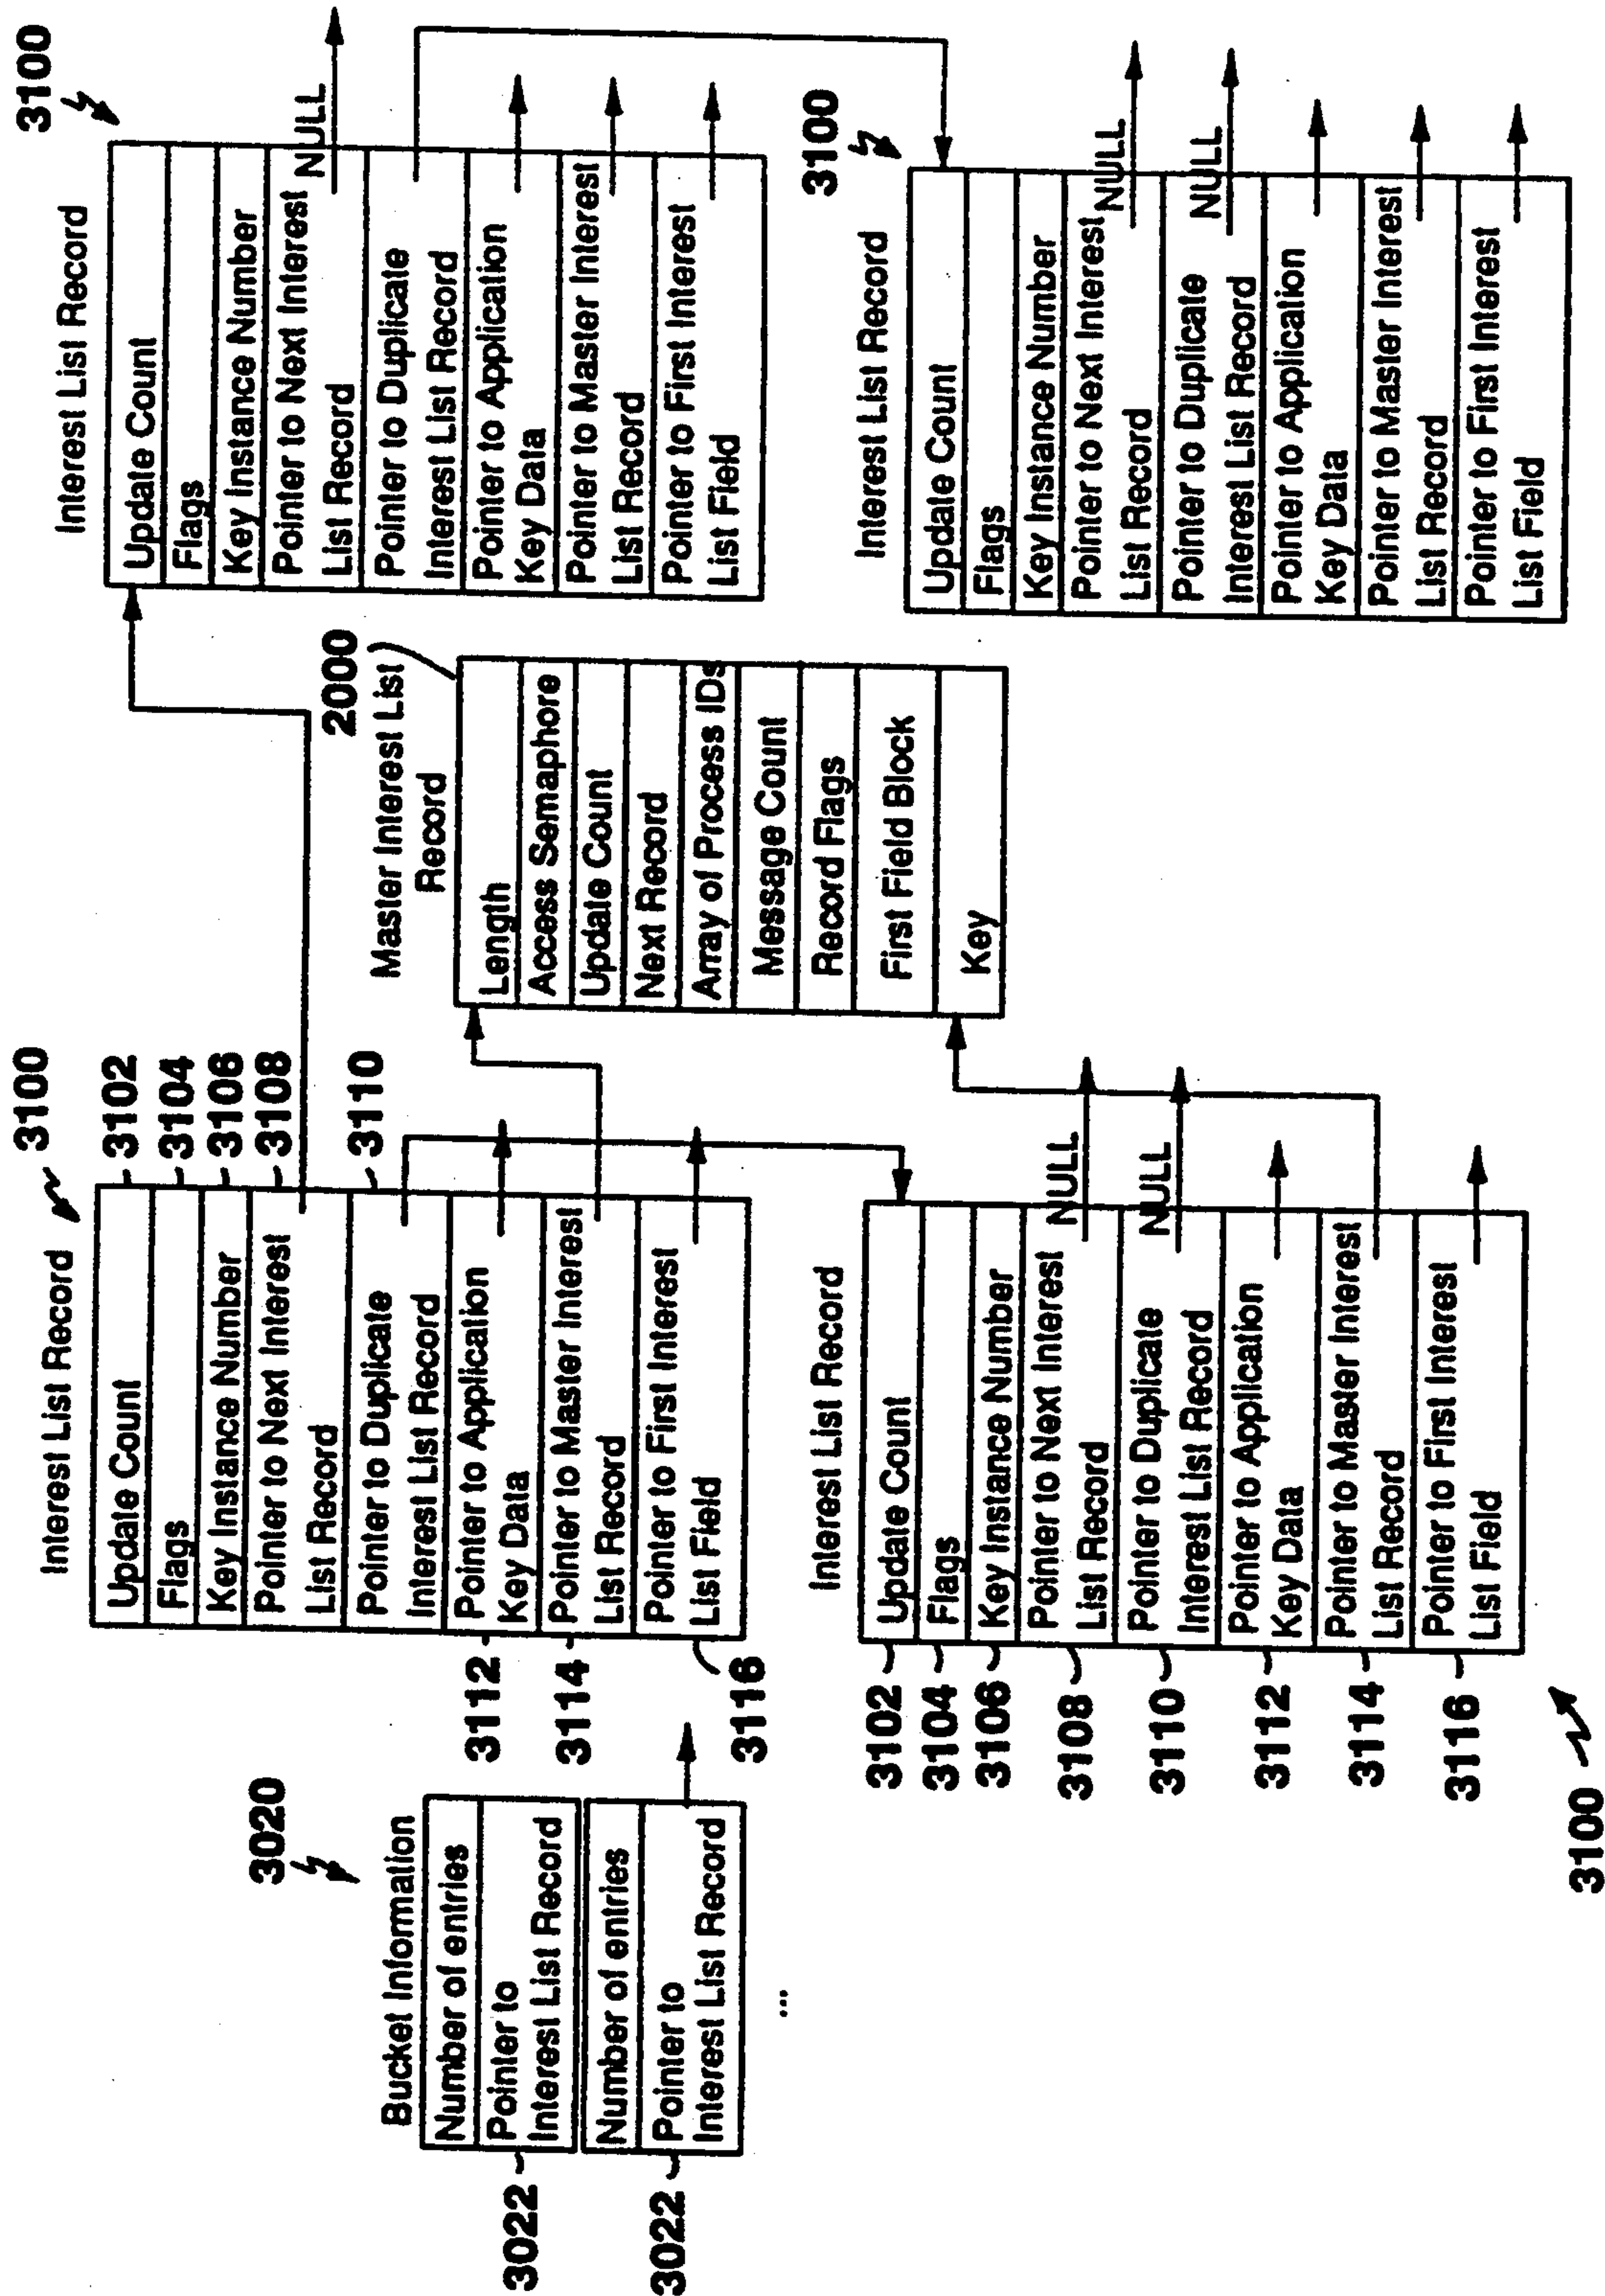 Bucket Information
3020
Number of entries
Pointer to
Interest List Record
3022
Number of entries
Pointer to
Interest List Record
3022
...
Interest List Record
3100
Update Count
3102
Flags
3104
Key Instance Number
3106
Pointer to Next Interest
List Record
3108
Pointer to Duplicate
Interest List Record
3110
Pointer to Application
Key Data
3112
Pointer to Master Interest
List Record
3114
Pointer to First Interest
List Field
3116
Interest List Record
3102
Update Count
3104
Flags
3106
Key Instance Number
3108
Pointer to Next Interest
List Record
NULL
3110
Pointer to Duplicate
Interest List Record
NULL
3112
Pointer to Application
Key Data
3114
Pointer to Master Interest
List Record
3116
Pointer to First Interest
List Field
3100
2000
Master Interest List
Record
Length
Access Semaphore
Update Count
Next Record
Array of Process IDs
Message Count
Record Flags
First Field Block
Key
Interest List Record
3100
Update Count
Flags
Key Instance Number
Pointer to Next Interest
List Record
NULL
Pointer to Duplicate
Interest List Record
Pointer to Application
Key Data
Pointer to Master Interest
List Record
Pointer to First Interest
List Field
Interest List Record
3100
Update Count
Flags
Key Instance Number
Pointer to Next Interest
List Record
NULL
Pointer to Duplicate
Interest List Record
NULL
Pointer to Application
Key Data
Pointer to Master Interest
List Record
Pointer to First Interest
List Field